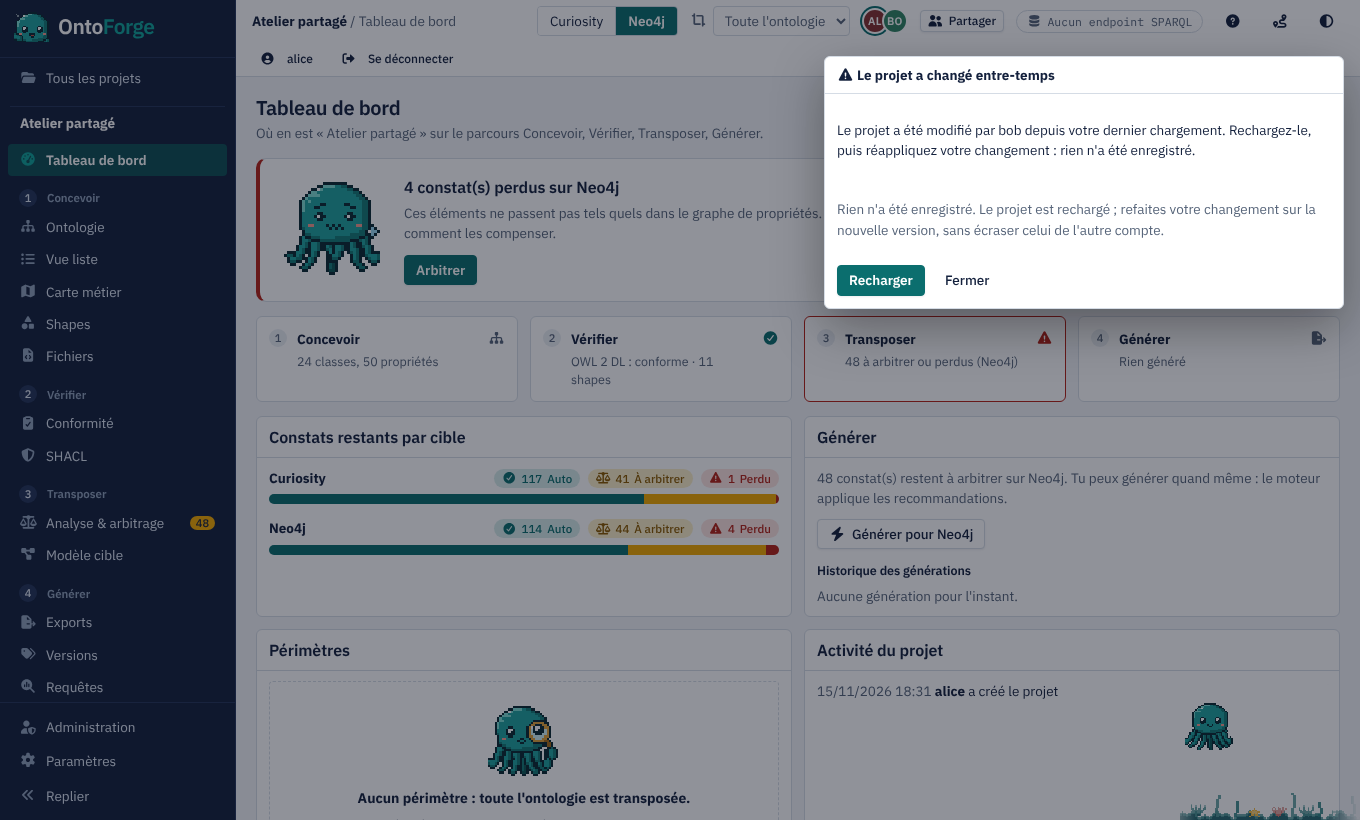 OntoForge
Tous les projets
Atelier partagé
Tableau de bord
1 Concevoir
Ontologie
Vue liste
Carte métier
Shapes
Fichiers
2 Vérifier
Conformité
SHACL
3 Transposer
Analyse & arbitrage 48
Modèle cible
4 Générer
Exports
Versions
Requêtes
Administration
Paramètres
Replier
Atelier partagé / Tableau de bord
Curiosity Neo4j
Toute l'ontologie
AL BO
Partager
Aucun endpoint SPARQL
alice
Se déconnecter
Le projet a changé entre-temps
Le projet a été modifié par bob depuis votre dernier chargement. Rechargez-le,
puis réappliquez votre changement : rien n'a été enregistré.
Rien n'a été enregistré. Le projet est rechargé ; refaites votre changement sur la
nouvelle version, sans écraser celui de l'autre compte.
Recharger Fermer
Tableau de bord
Où en est « Atelier partagé » sur le parcours Concevoir, Vérifier, Transposer, Générer.
4 constat(s) perdus sur Neo4j
Ces éléments ne passent pas tels quels dans le graphe de propriétés.
comment les compenser.
Arbitrer
1 Concevoir
24 classes, 50 propriétés
2 Vérifier
OWL 2 DL : conforme · 11
shapes
3 Transposer
48 à arbitrer ou perdus (Neo4j)
4 Générer
Rien généré
Constats restants par cible
Curiosity 117 Auto 41 À arbitrer 1 Perdu
Neo4j 114 Auto 44 À arbitrer 4 Perdu
Générer
48 constat(s) restent à arbitrer sur Neo4j. Tu peux générer quand même : le moteur
applique les recommandations.
Générer pour Neo4j
Historique des générations
Aucune génération pour l'instant.
Périmètres
Aucun périmètre : toute l'ontologie est transposée.
Activité du projet
15/11/2026 18:31 alice a créé le projet